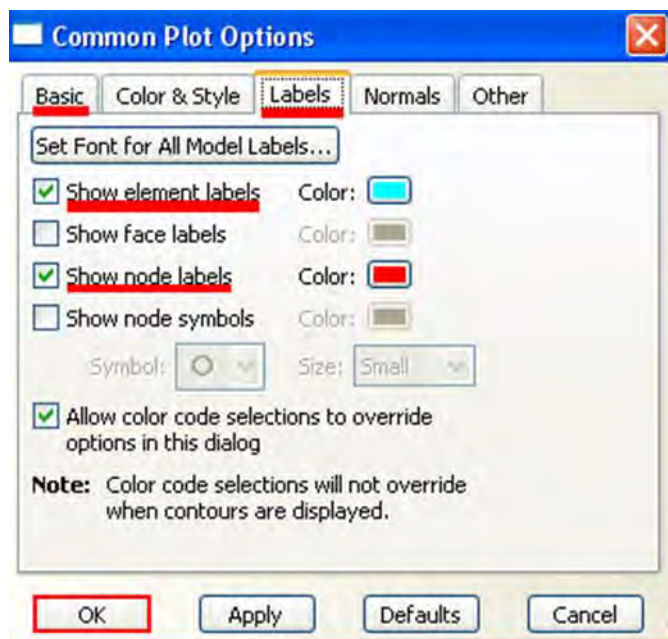 Common Plot Options
Basic Color & Style Labels Normals Other
Set Font for All Model Labels...
Show element labels Color:
Show face labels Color:
Show node labels Color:
Show node symbols Color:
Symbol: Size: Small
Allow color code selections to override
options in this dialog
Note: Color code selections will not override
when contours are displayed.
OK Apply Defaults Cancel